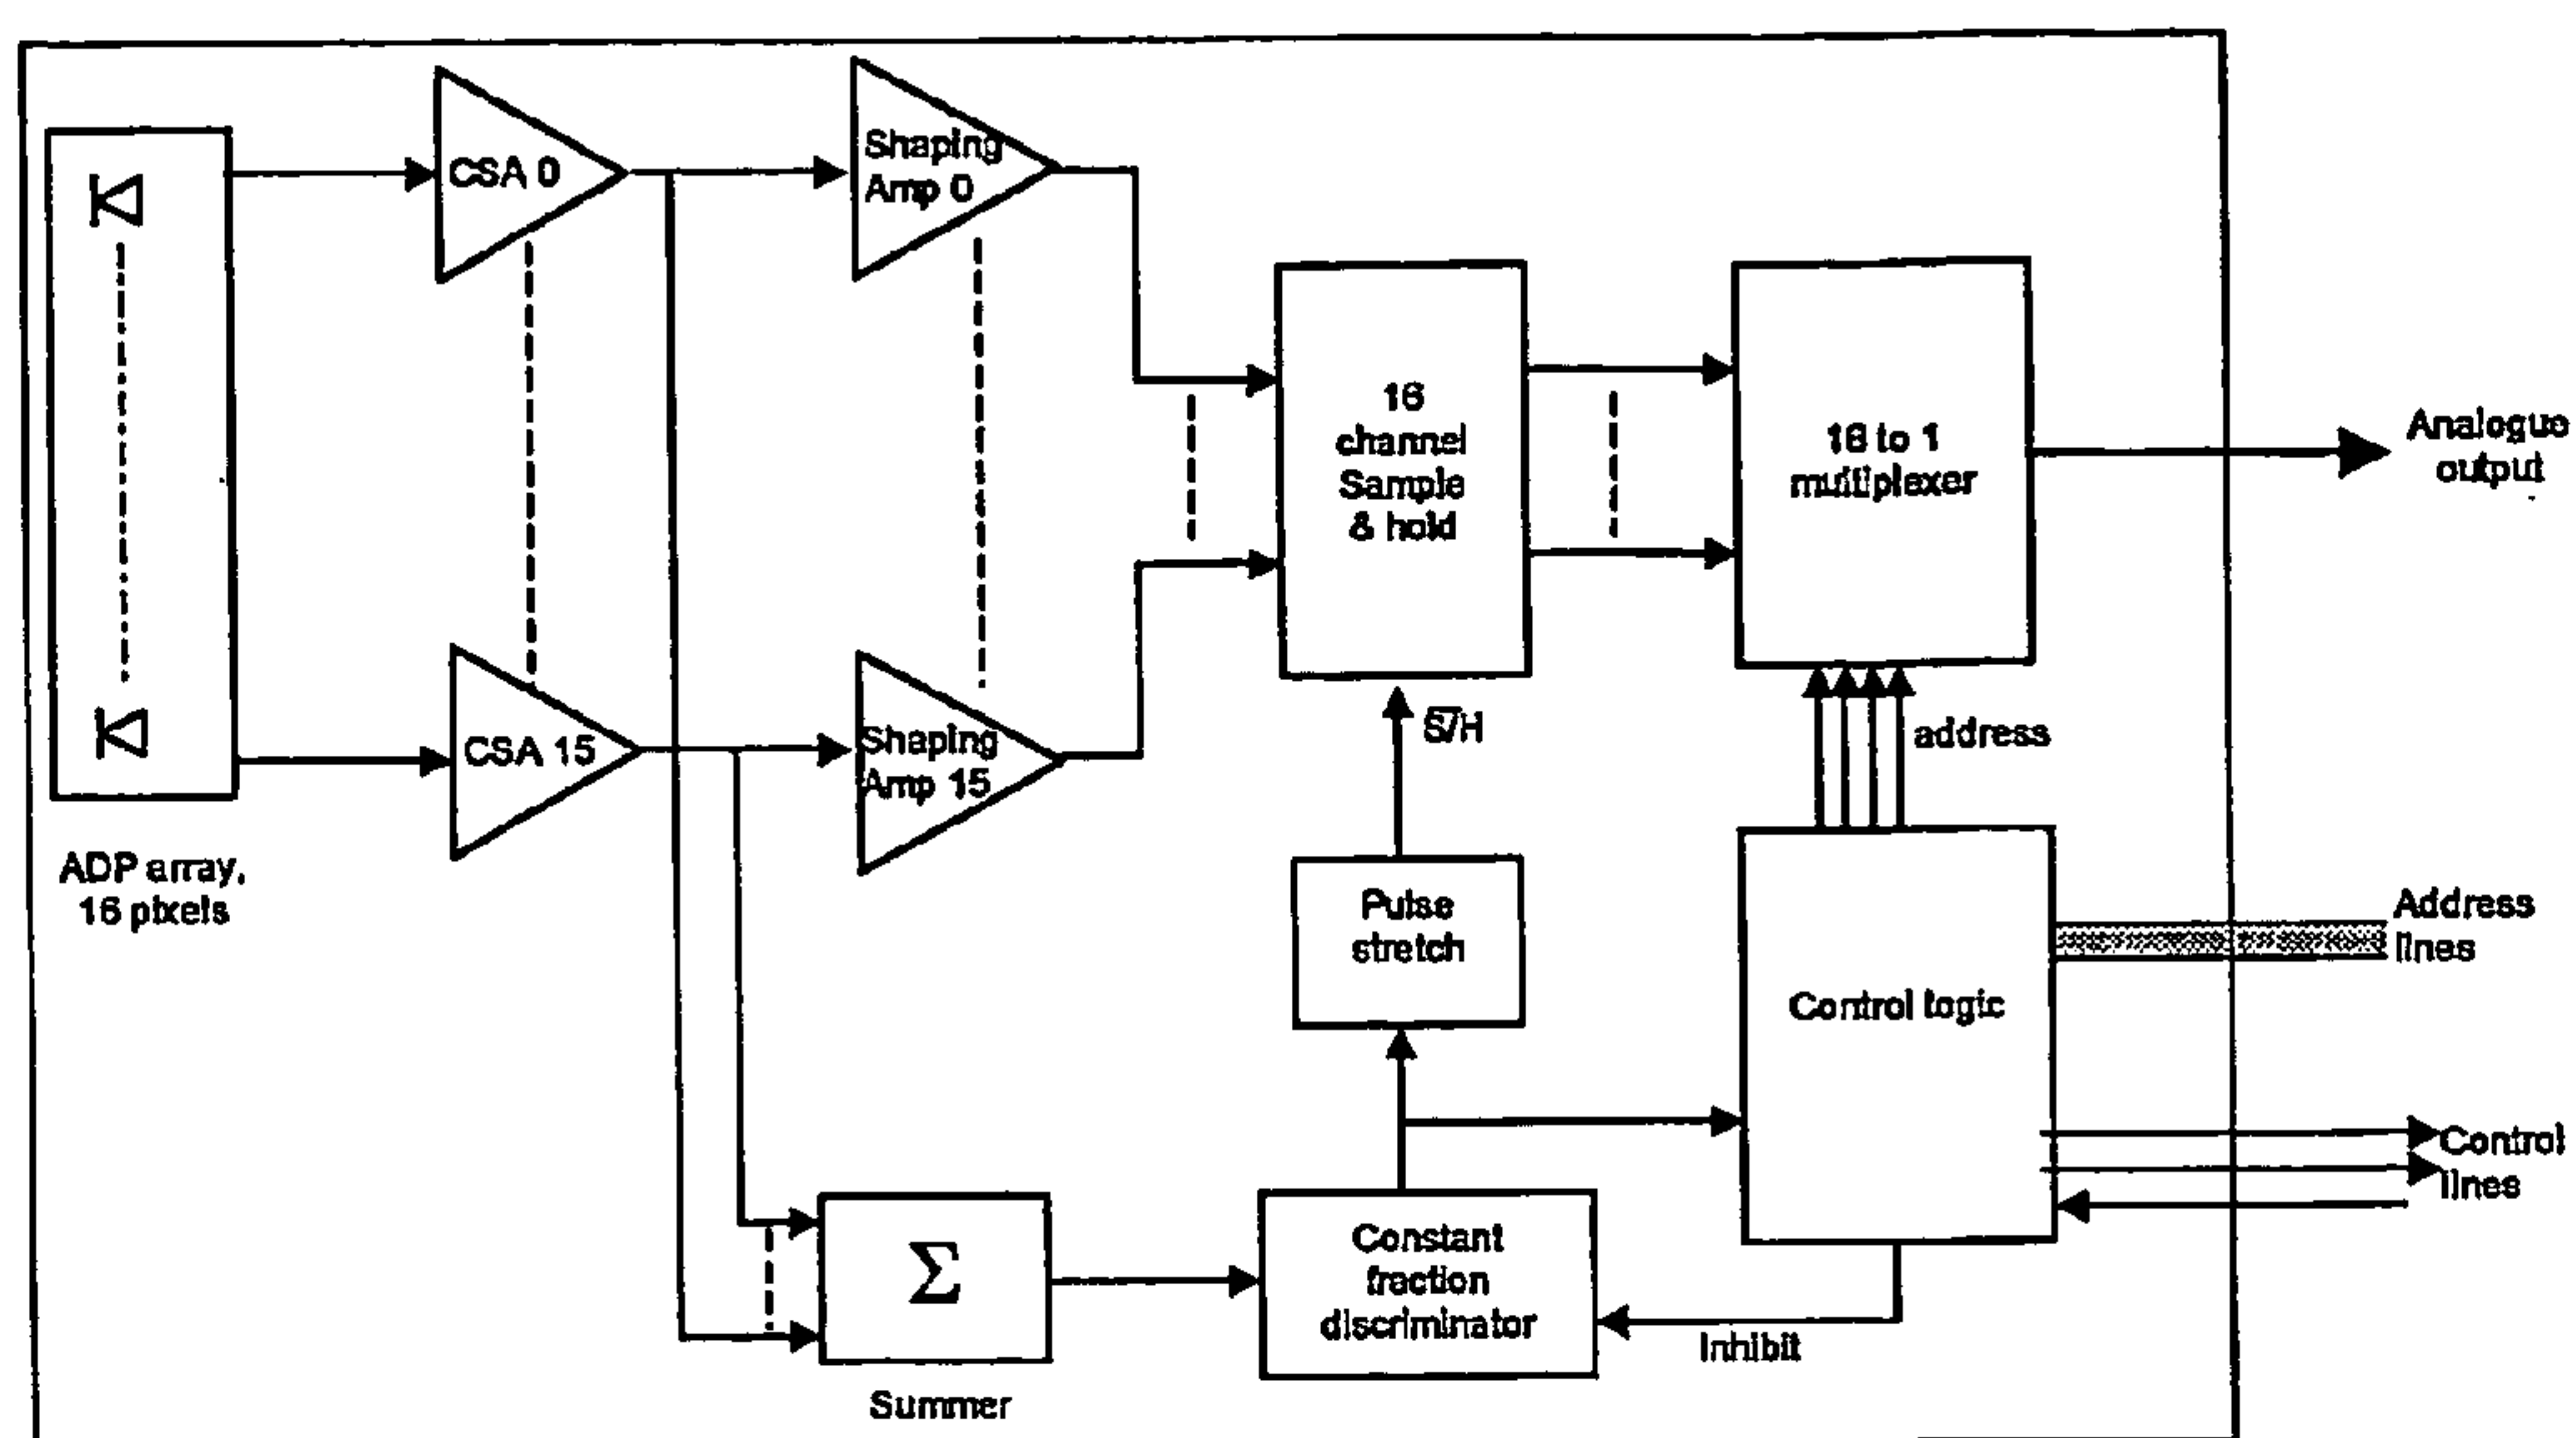 CSA 0
Shaping
Amp 0
16
channel
Sample
& hold
16 to 1
multiplexer
Analogue
output
CSA 15
Shaping
Amp 15
S/H
address
ADP array,
16 pixels
Pulse
stretch
Control logic
Address
lines
Control
lines
Σ
Summer
Constant
fraction
discriminator
Inhibit